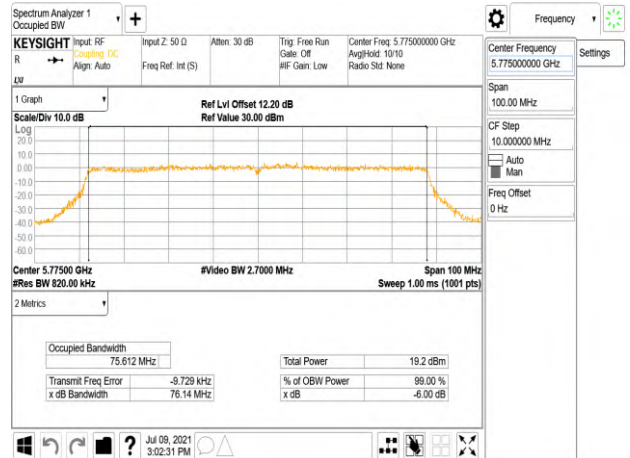 Spectrum Analyzer 1
Occupied BW
Frequency
KEYSIGHT
R
Input: RF
Coupling: DC
Align: Auto
Input Z: 50 Ω
Freq Ref: Int (S)
Atten: 30 dB
Trig: Free Run
Gate: Off
#IF Gain: Low
Center Freq: 5.775000000 GHz
Avg|Hold: 10/10
Radio Std: None
Center Frequency
5.775000000 GHz
Settings
Span
100.00 MHz
CF Step
10.000000 MHz
Auto
Man
Freq Offset
0 Hz
1 Graph
Scale/Div 10.0 dB
Ref Lvl Offset 12.20 dB
Ref Value 30.00 dBm
Log
20.0
10.0
0.00
-10.0
-20.0
-30.0
-40.0
-50.0
-60.0
Center 5.77500 GHz
#Res BW 820.00 kHz
#Video BW 2.7000 MHz
Span 100 MHz
Sweep 1.00 ms (1001 pts)
2 Metrics
Occupied Bandwidth
75.612 MHz
Total Power 19.2 dBm
Transmit Freq Error -9.729 kHz
% of OBW Power 99.00 %
x dB Bandwidth 76.14 MHz
x dB -6.00 dB
?
Jul 09, 2021
3:02:31 PM